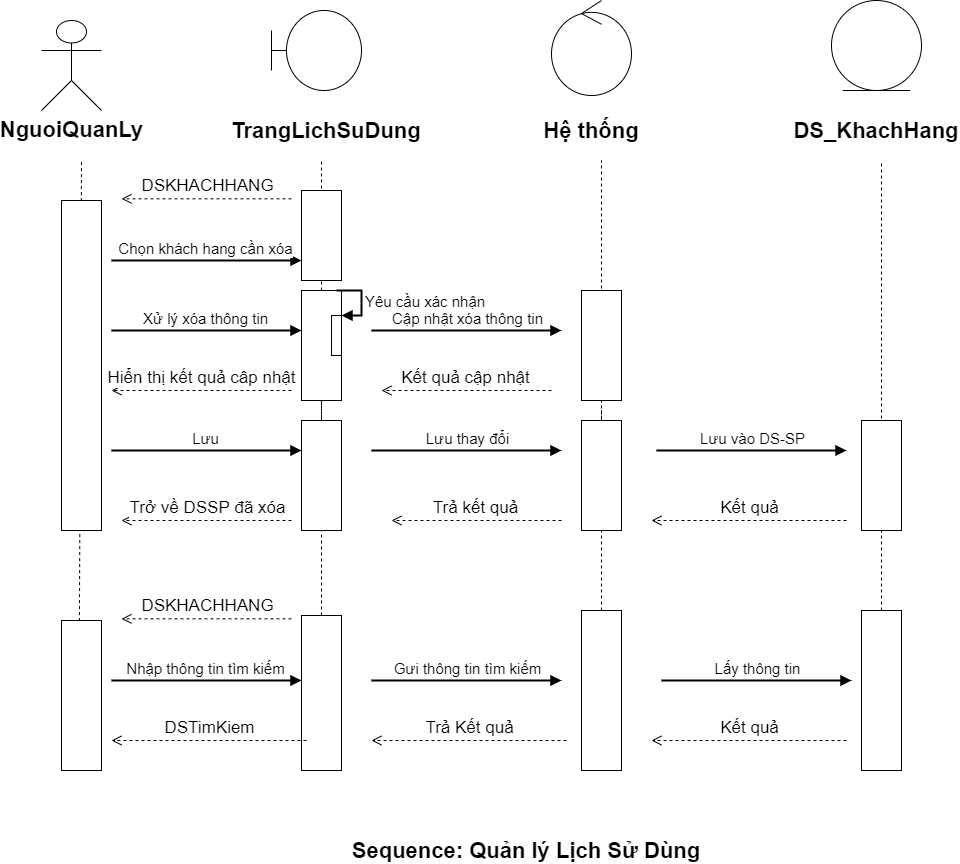 NguoiQuanLy
TrangLichSuDung
Hệ thống
DS_KhachHang
DSKHACHHANG
Chọn khách hang cần xóa
Yêu cầu xác nhận
Xử lý xóa thông tin
Cập nhật xóa thông tin
Hiển thị kết quả câp nhật
Kết quả cập nhật
Lưu
Lưu thay đổi
Lưu vào DS-SP
Trở về DSSP đã xóa
Trả kết quả
Kết quả
DSKHACHHANG
Nhập thông tin tìm kiếm
Gưi thông tin tìm kiếm
Lấy thông tin
DSTimKiem
Trả Kết quả
Kết quả
Sequence: Quản lý Lịch Sử Dùng